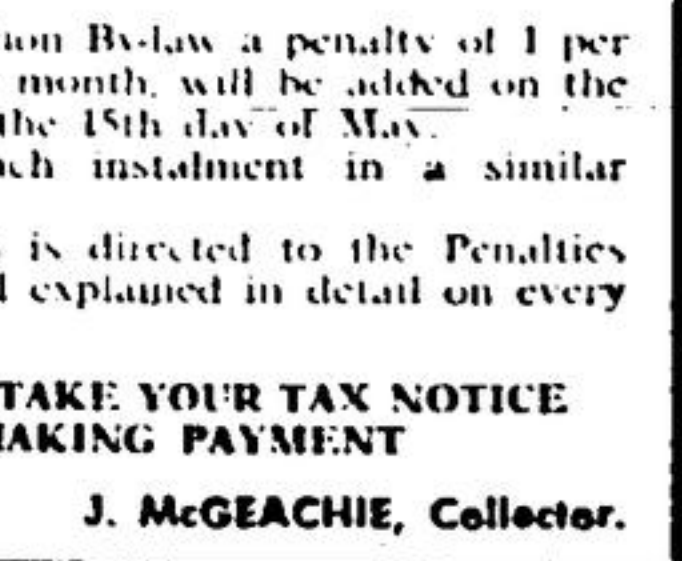 ion By-law a penalty of 1 per
month, will be added on the
the 15th day of May.
ch instalment in a similar
is directed to the Penalties
explained in detail on every
TAKE YOUR TAX NOTICE
MAKING PAYMENT
J. McGEACHIE, Collector.